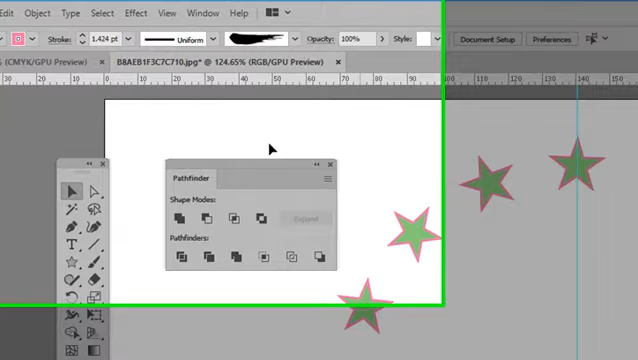 Edit Object Type Select Effect View Window Help
Stroke: 1,424 pt Uniform Opacity: 100% Style: Document Setup Preferences
% (CMYK/GPU Preview) × B8AEB1F3C7C710.jpg* @ 124.65% (RGB/GPU Preview) ×
30 20 10 0 10 20 30 40 50 60 70 80 90 100 110 120 130 140 150
Pathfinder
Shape Modes:
Expand
Pathfinders: